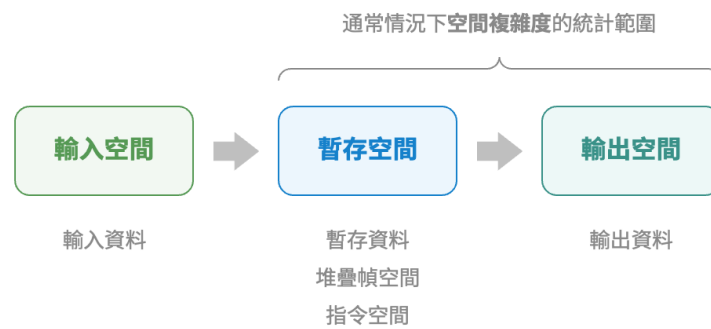 通常情況下空間複雜度的統計範圍
輸入空間
暫存空間
輸出空間
輸入資料
暫存資料
輸出資料
堆疊幀空間
指令空間